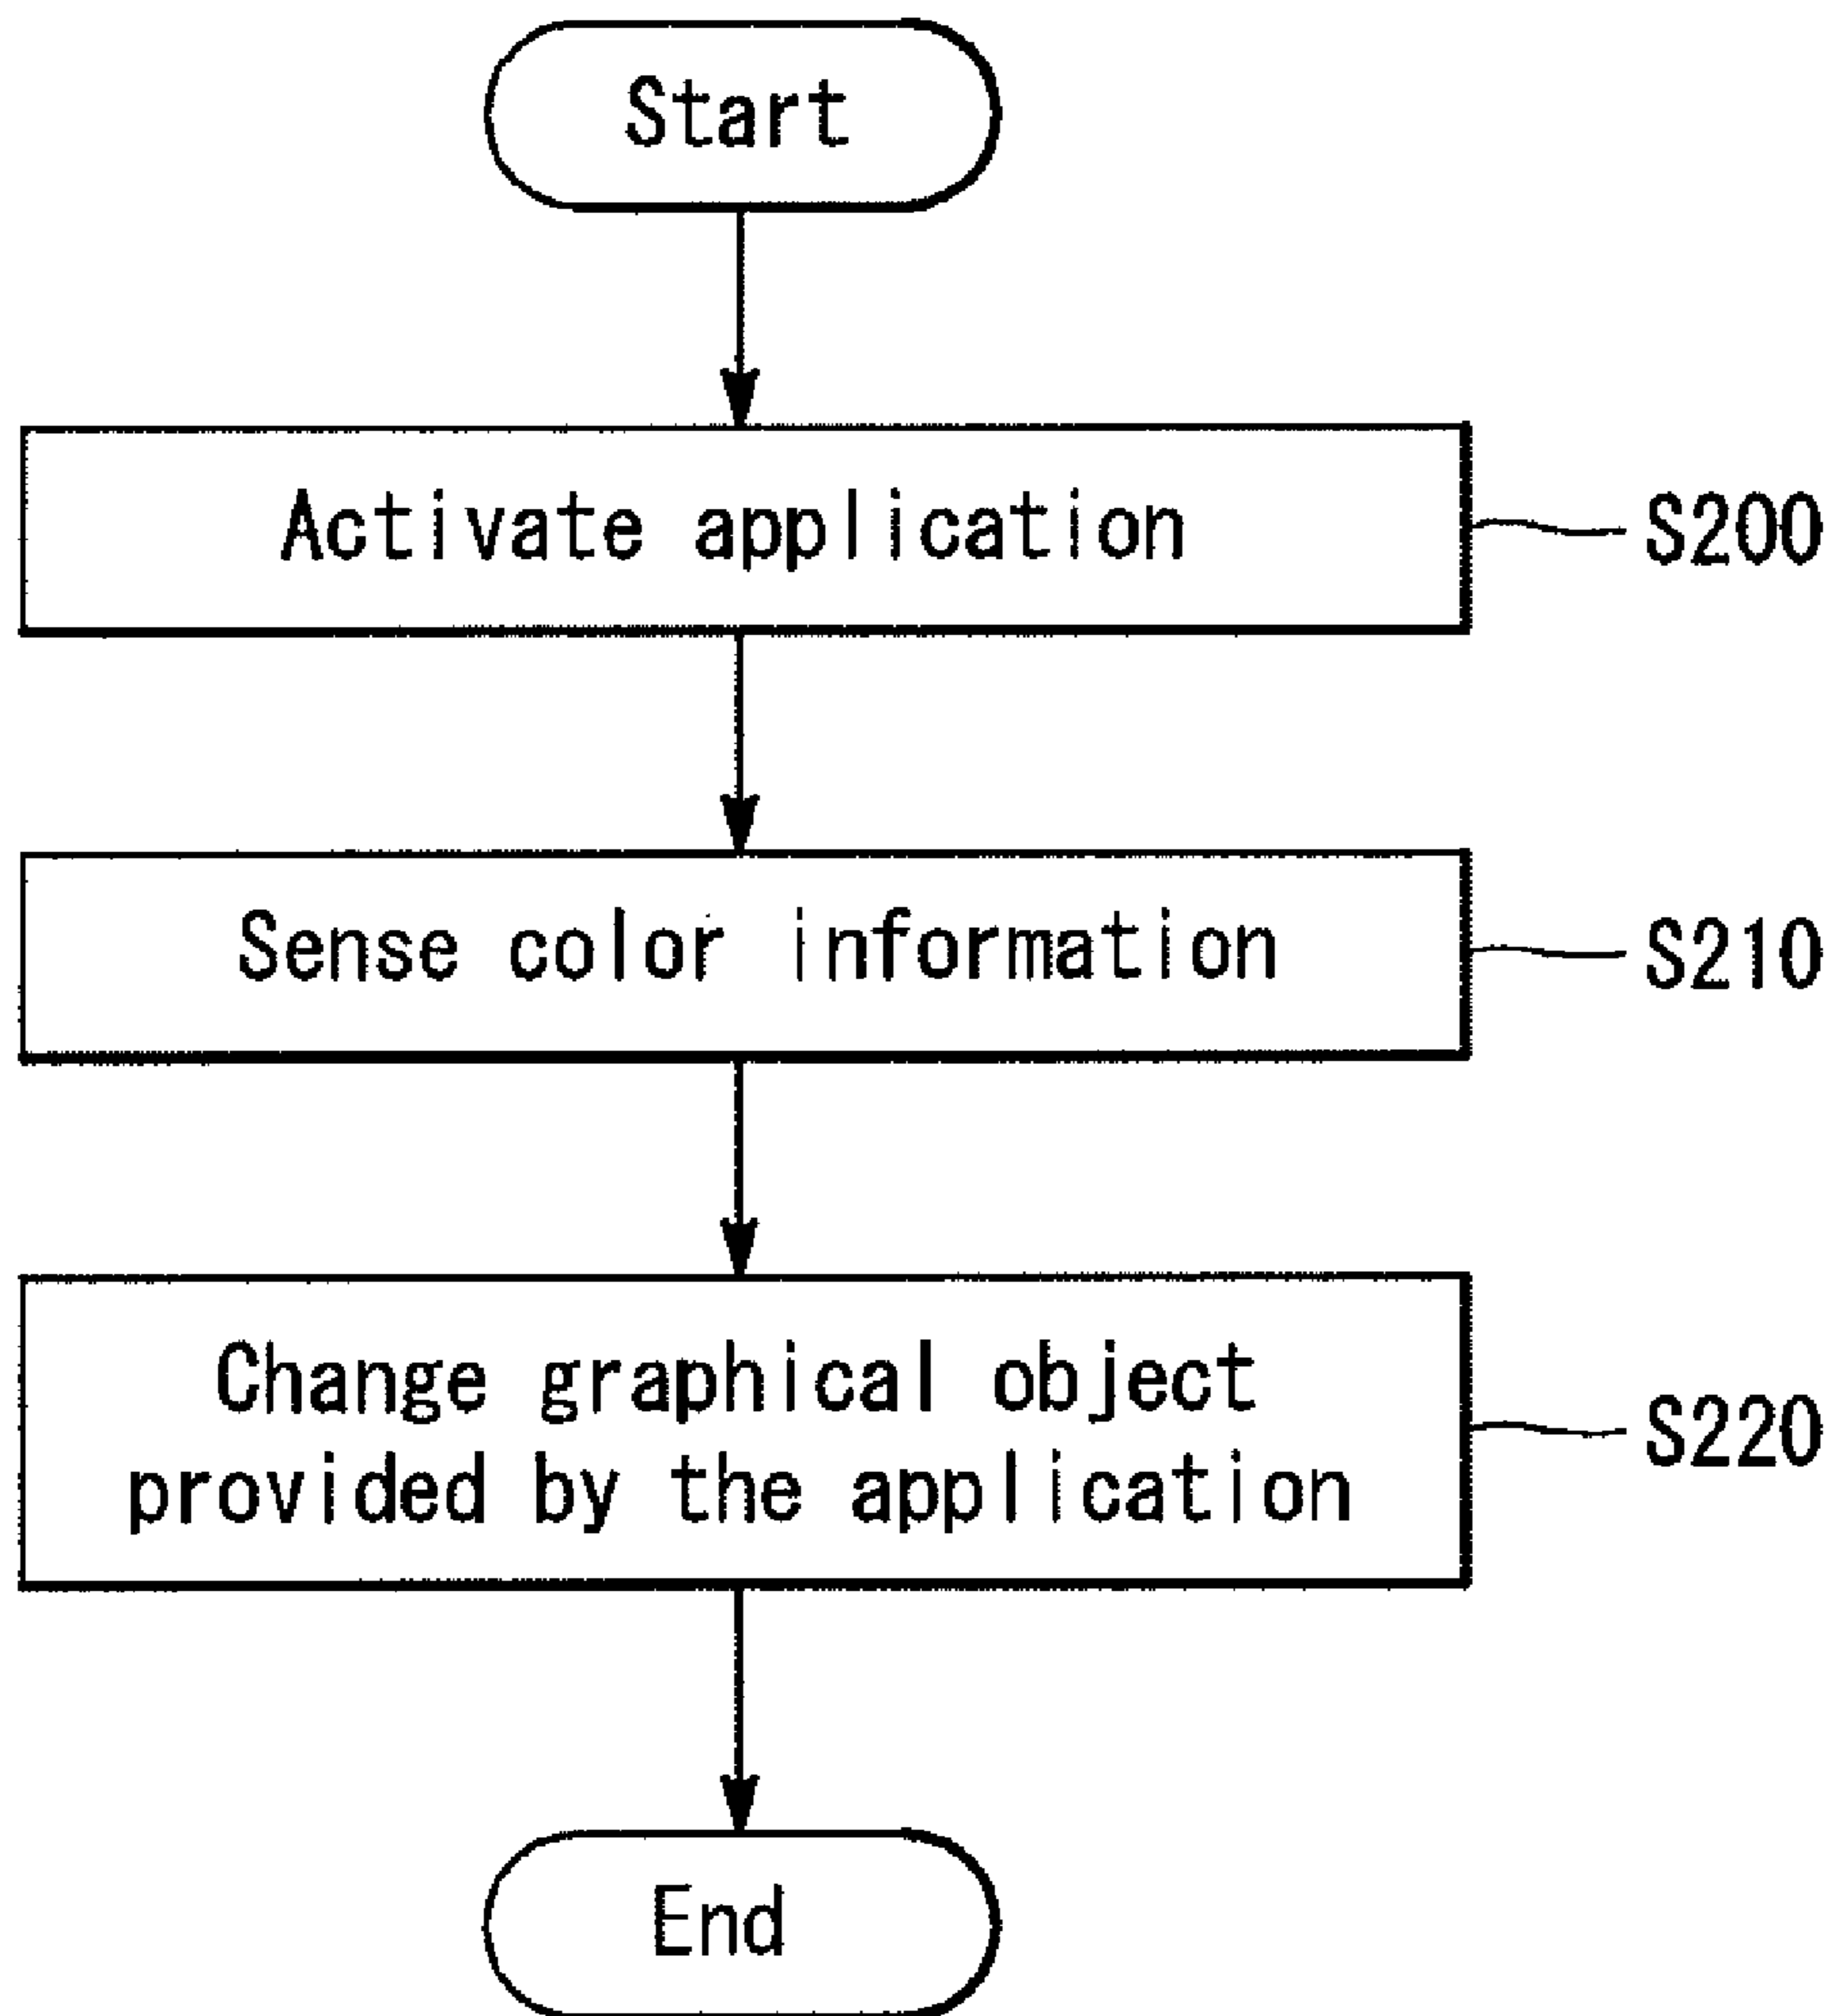 Start
Activate application
S200
Sense color information
S210
Change graphical object
provided by the application
S220
End